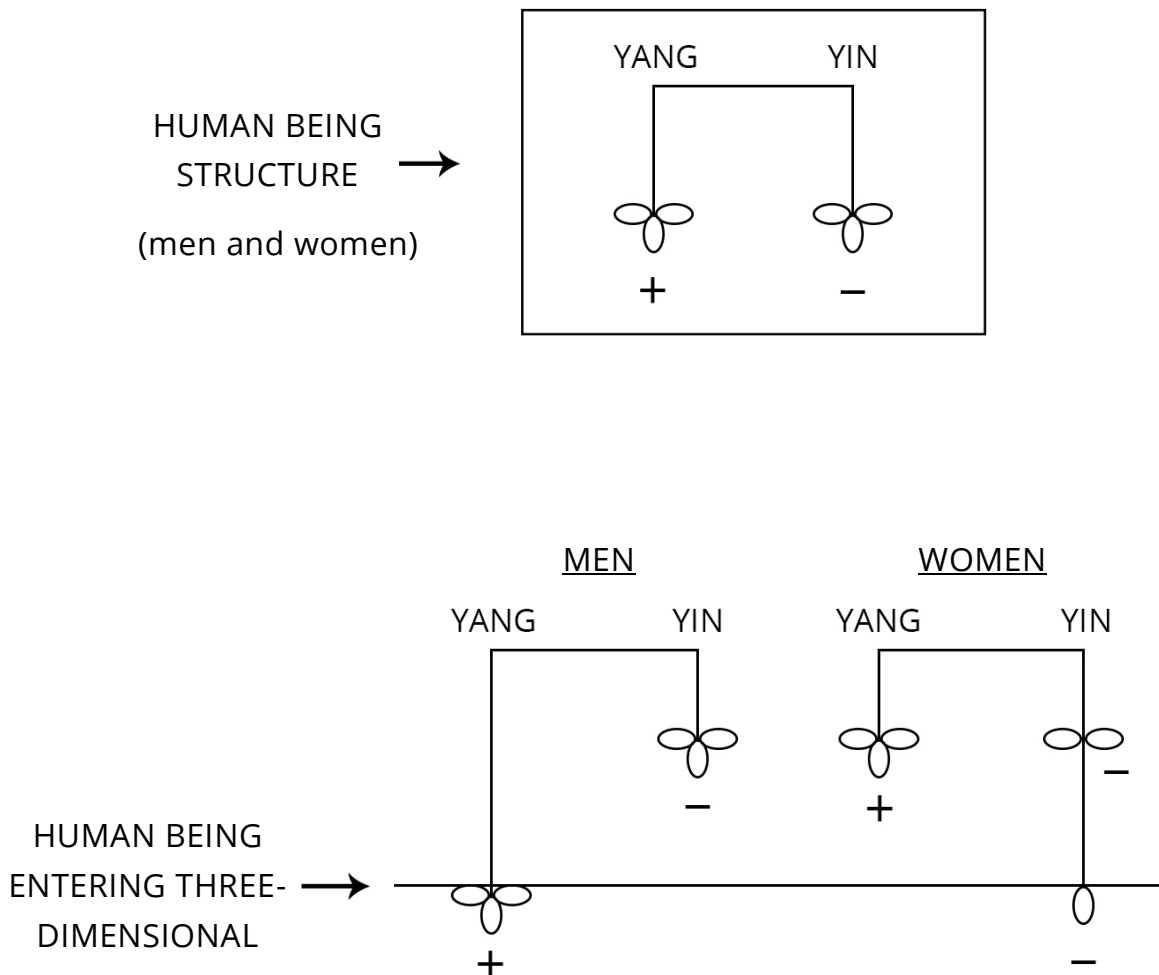 YANG YIN
HUMAN BEING
STRUCTURE
(men and women)
+ −
MEN WOMEN
YANG YIN YANG YIN
−
− +
HUMAN BEING
ENTERING THREE-
DIMENSIONAL
+ −